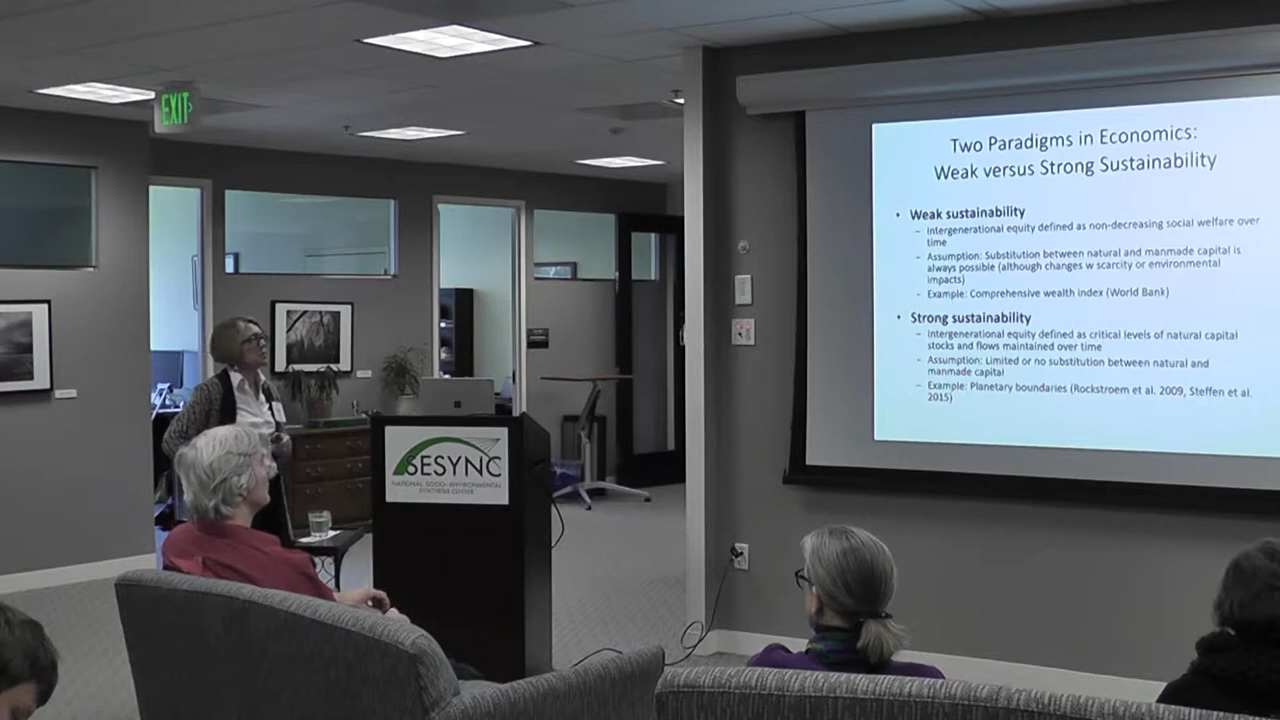 EXIT
Two Paradigms in Economics:
Weak versus Strong Sustainability
• Weak sustainability
– Intergenerational equity defined as non-decreasing social welfare over
time
– Assumption: Substitution between natural and manmade capital is
always possible (although changes w scarcity or environmental
impacts)
- Example: Comprehensive wealth index (World Bank)
• Strong sustainability
– Intergenerational equity defined as critical levels of natural capital
stocks and flows maintained over time
– Assumption: Limited or no substitution between natural and
manmade capital
– Example: Planetary boundaries (Rockstroem et al. 2009, Steffen et al.
2015)
SESYNC
NATIONAL SOCIO-ENVIRONMENTAL
SYNTHESIS CENTER